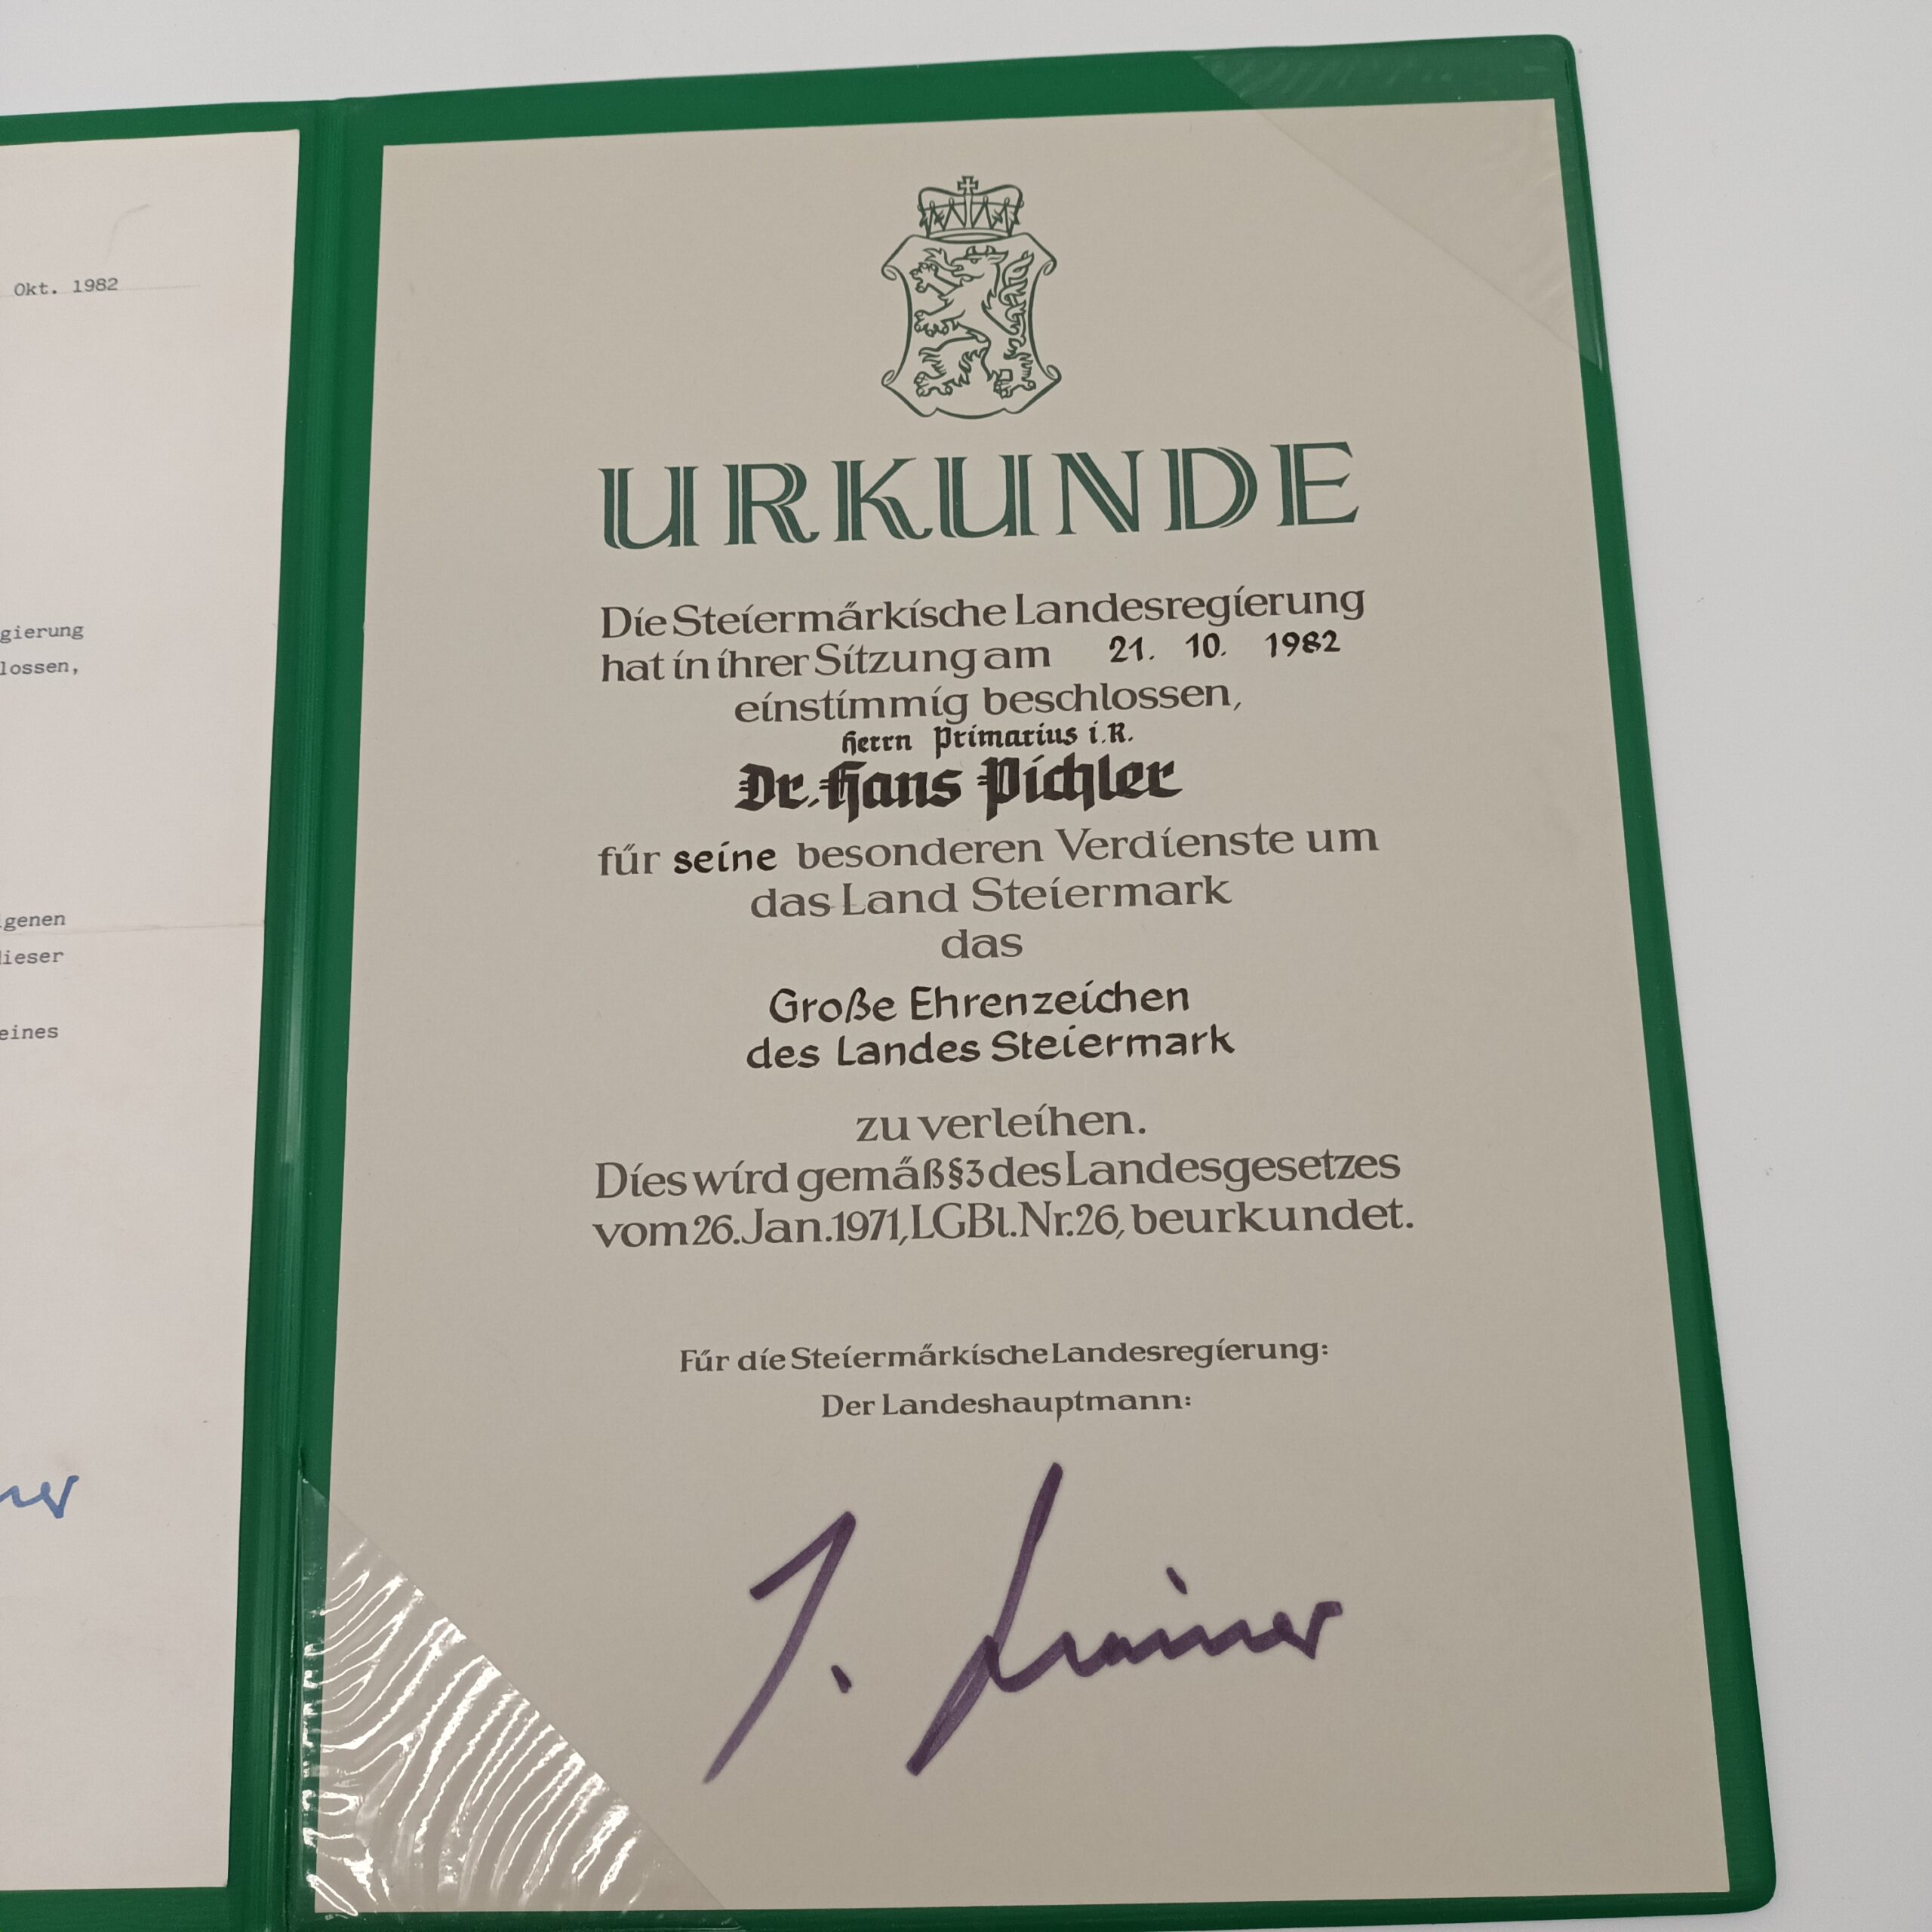 Okt. 1982
gierung
lossen,
genen
dieser
eines
URKUNDE
Die Steiermärkische Landesregierung
hat in ihrer Sitzung am 21. 10. 1982
einstimmig beschlossen,
Herrn Primarius i.R.
Dr. Hans Pichler
für seine besonderen Verdienste um
das Land Steiermark
das
Große Ehrenzeichen
des Landes Steiermark
zu verleihen.
Dies wird gemäß §3 des Landesgesetzes
vom 26. Jan. 1971, LGBl. Nr. 26, beurkundet.
Für die Steiermärkische Landesregierung:
Der Landeshauptmann:
J. Krainer